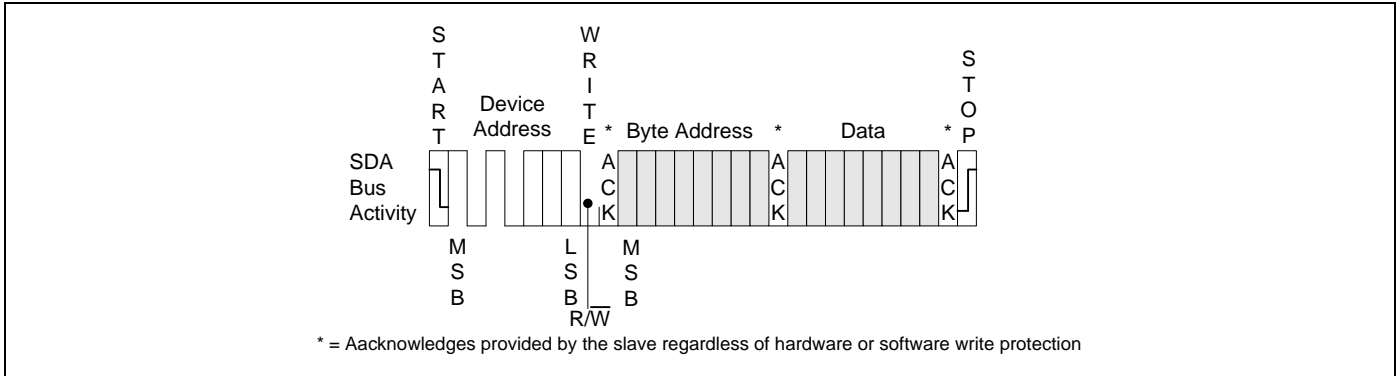 START
WRITE
STOP
Device
Address
* Byte Address * Data *
SDA
Bus
Activity
ACK
ACK
ACK
MSB
LSB
MSB
R/W̅
* = Aacknowledges provided by the slave regardless of hardware or software write protection